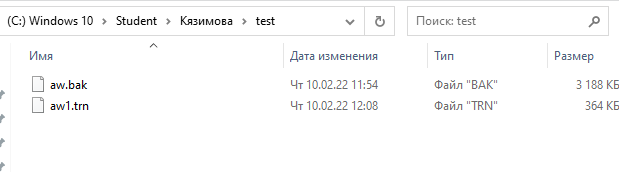 (C:) Windows 10 > Student > Кязимова > test Поиск: test
Имя Дата изменения Тип Размер
aw.bak Чт 10.02.22 11:54 Файл "BAK" 3 188 КБ
aw1.trn Чт 10.02.22 12:08 Файл "TRN" 364 КБ